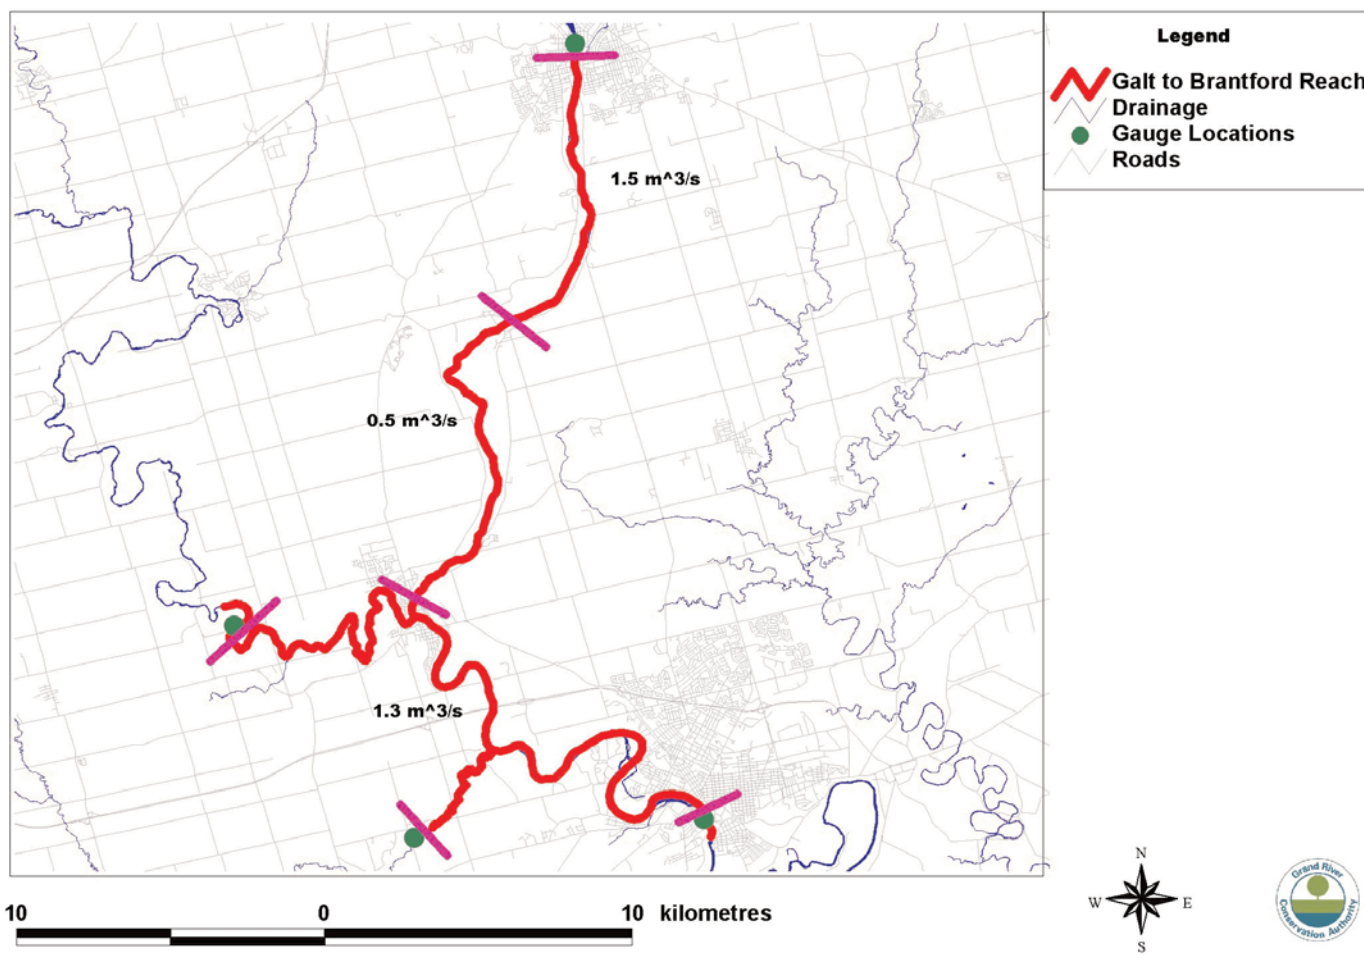 Legend
Galt to Brantford Reach
Drainage
Gauge Locations
Roads
1.5 m^3/s
0.5 m^3/s
1.3 m^3/s
10 0 10 kilometres
N
W E
S
Grand River
Conservation Authority